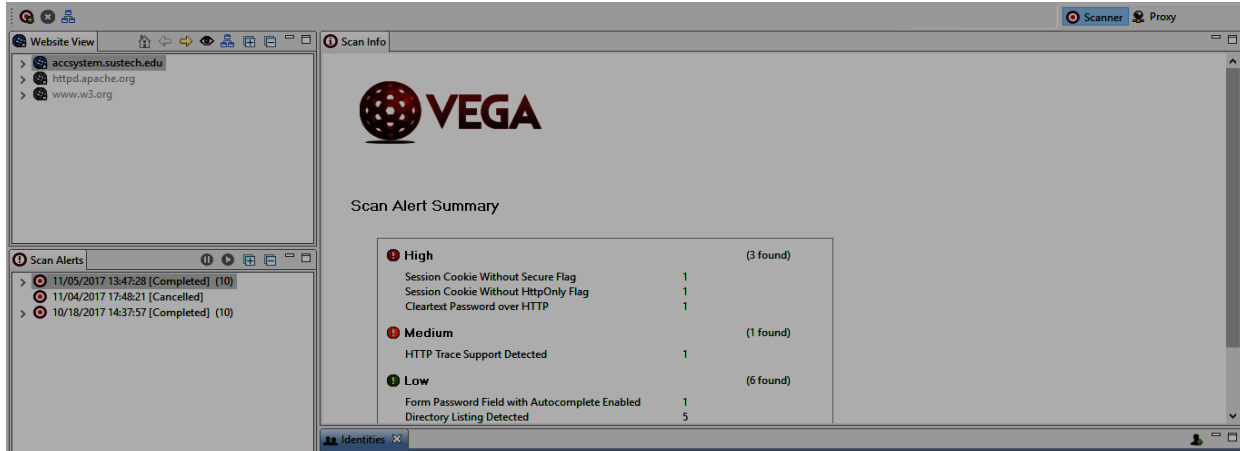 Scanner Proxy
Website View
accsystem.sustech.edu
httpd.apache.org
www.w3.org
Scan Alerts
11/05/2017 13:47:28 [Completed] (10)
11/04/2017 17:48:21 [Cancelled]
10/18/2017 14:37:57 [Completed] (10)
Scan Info
VEGA
Scan Alert Summary
High (3 found)
Session Cookie Without Secure Flag 1
Session Cookie Without HttpOnly Flag 1
Cleartext Password over HTTP 1
Medium (1 found)
HTTP Trace Support Detected 1
Low (6 found)
Form Password Field with Autocomplete Enabled 1
Directory Listing Detected 5
Identities